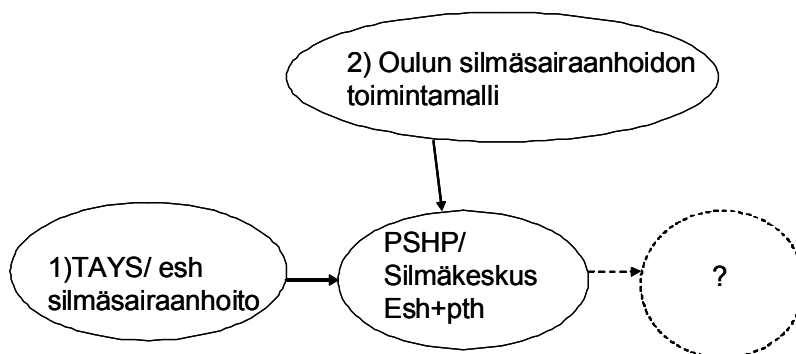 2) Oulun silmäsairaanhoidon
toimintamalli
1)TAYS/ esh
silmäsairaanhoito
PSHP/
Silmäkeskus
Esh+pth
?